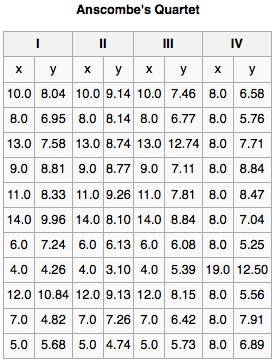 Anscombe's Quartet
I II III IV
x y x y x y x y
10.0 8.04 10.0 9.14 10.0 7.46 8.0 6.58
8.0 6.95 8.0 8.14 8.0 6.77 8.0 5.76
13.0 7.58 13.0 8.74 13.0 12.74 8.0 7.71
9.0 8.81 9.0 8.77 9.0 7.11 8.0 8.84
11.0 8.33 11.0 9.26 11.0 7.81 8.0 8.47
14.0 9.96 14.0 8.10 14.0 8.84 8.0 7.04
6.0 7.24 6.0 6.13 6.0 6.08 8.0 5.25
4.0 4.26 4.0 3.10 4.0 5.39 19.0 12.50
12.0 10.84 12.0 9.13 12.0 8.15 8.0 5.56
7.0 4.82 7.0 7.26 7.0 6.42 8.0 7.91
5.0 5.68 5.0 4.74 5.0 5.73 8.0 6.89